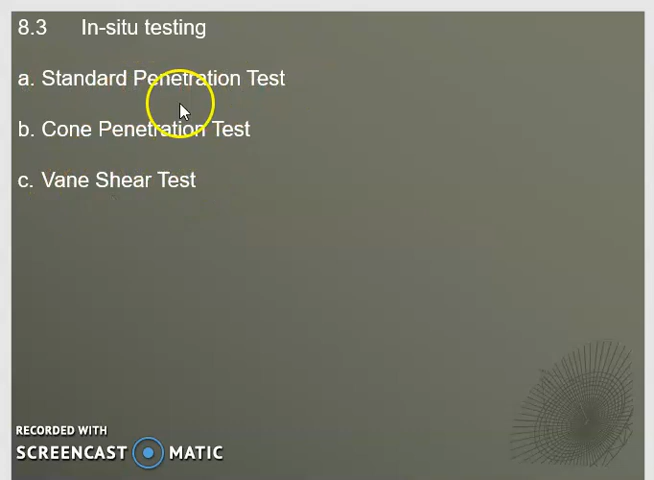 8.3 In-situ testing
a. Standard Penetration Test
b. Cone Penetration Test
c. Vane Shear Test
RECORDED WITH
SCREENCAST MATIC